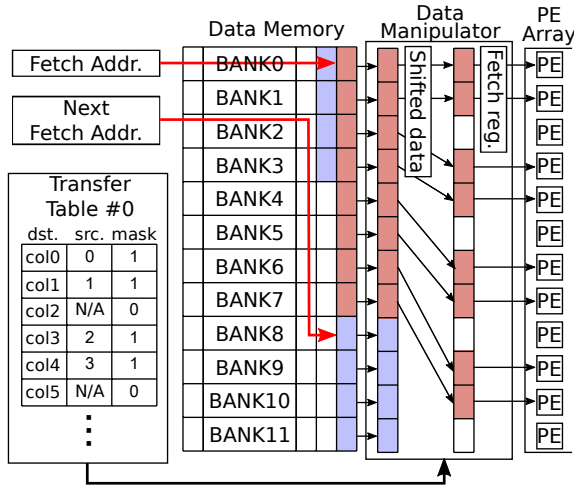 Data Memory
Data
Manipulator
PE
Array
Fetch Addr.
Next
Fetch Addr.
BANK0
BANK1
BANK2
BANK3
BANK4
BANK5
BANK6
BANK7
BANK8
BANK9
BANK10
BANK11
Shifted data
Fetch reg.
PE
PE
PE
PE
PE
PE
PE
PE
PE
PE
PE
PE
Transfer
Table #0
dst. src. mask
col0 0 1
col1 1 1
col2 N/A 0
col3 2 1
col4 3 1
col5 N/A 0